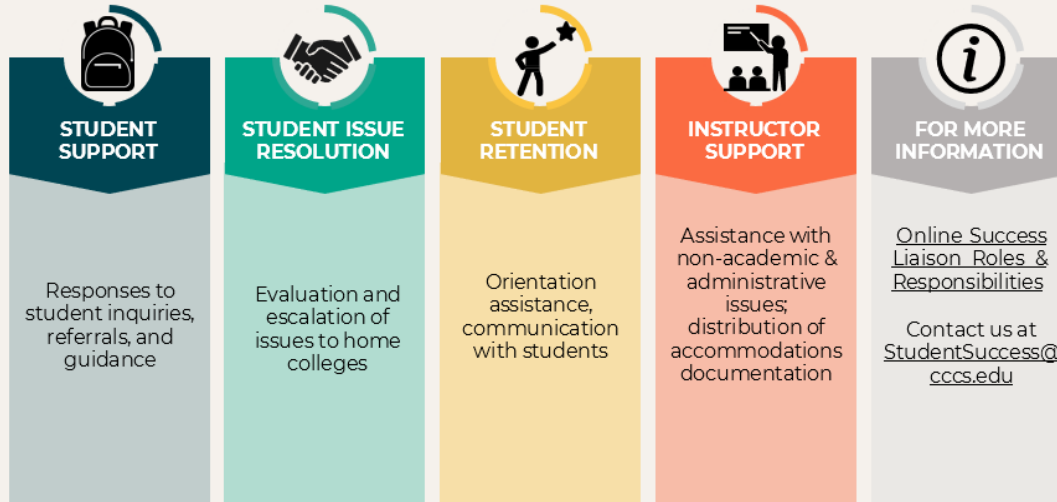 STUDENT
SUPPORT
Responses to
student inquiries,
referrals, and
guidance
STUDENT ISSUE
RESOLUTION
Evaluation and
escalation of
issues to home
colleges
STUDENT
RETENTION
Orientation
assistance,
communication
with students
INSTRUCTOR
SUPPORT
Assistance with
non-academic &
administrative
issues;
distribution of
accommodations
documentation
i
FOR MORE
INFORMATION
Online Success
Liaison Roles &
Responsibilities
Contact us at
StudentSuccess@
cccs.edu